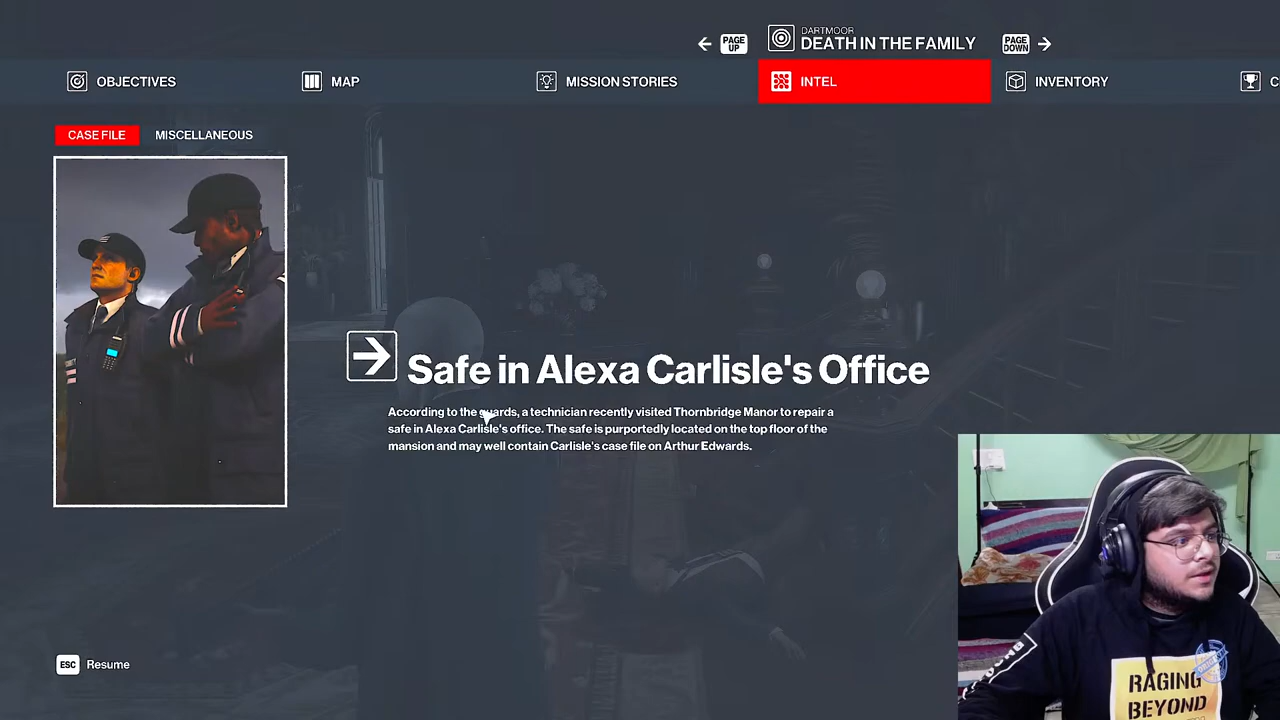 PAGE UP
DARTMOOR
DEATH IN THE FAMILY
PAGE DOWN
OBJECTIVES
MAP
MISSION STORIES
INTEL
INVENTORY
C
CASE FILE
MISCELLANEOUS
Safe in Alexa Carlisle's Office
According to the guards, a technician recently visited Thornbridge Manor to repair a
safe in Alexa Carlisle's office. The safe is purportedly located on the top floor of the
mansion and may well contain Carlisle's case file on Arthur Edwards.
ESC Resume
RAGING
BEYOND